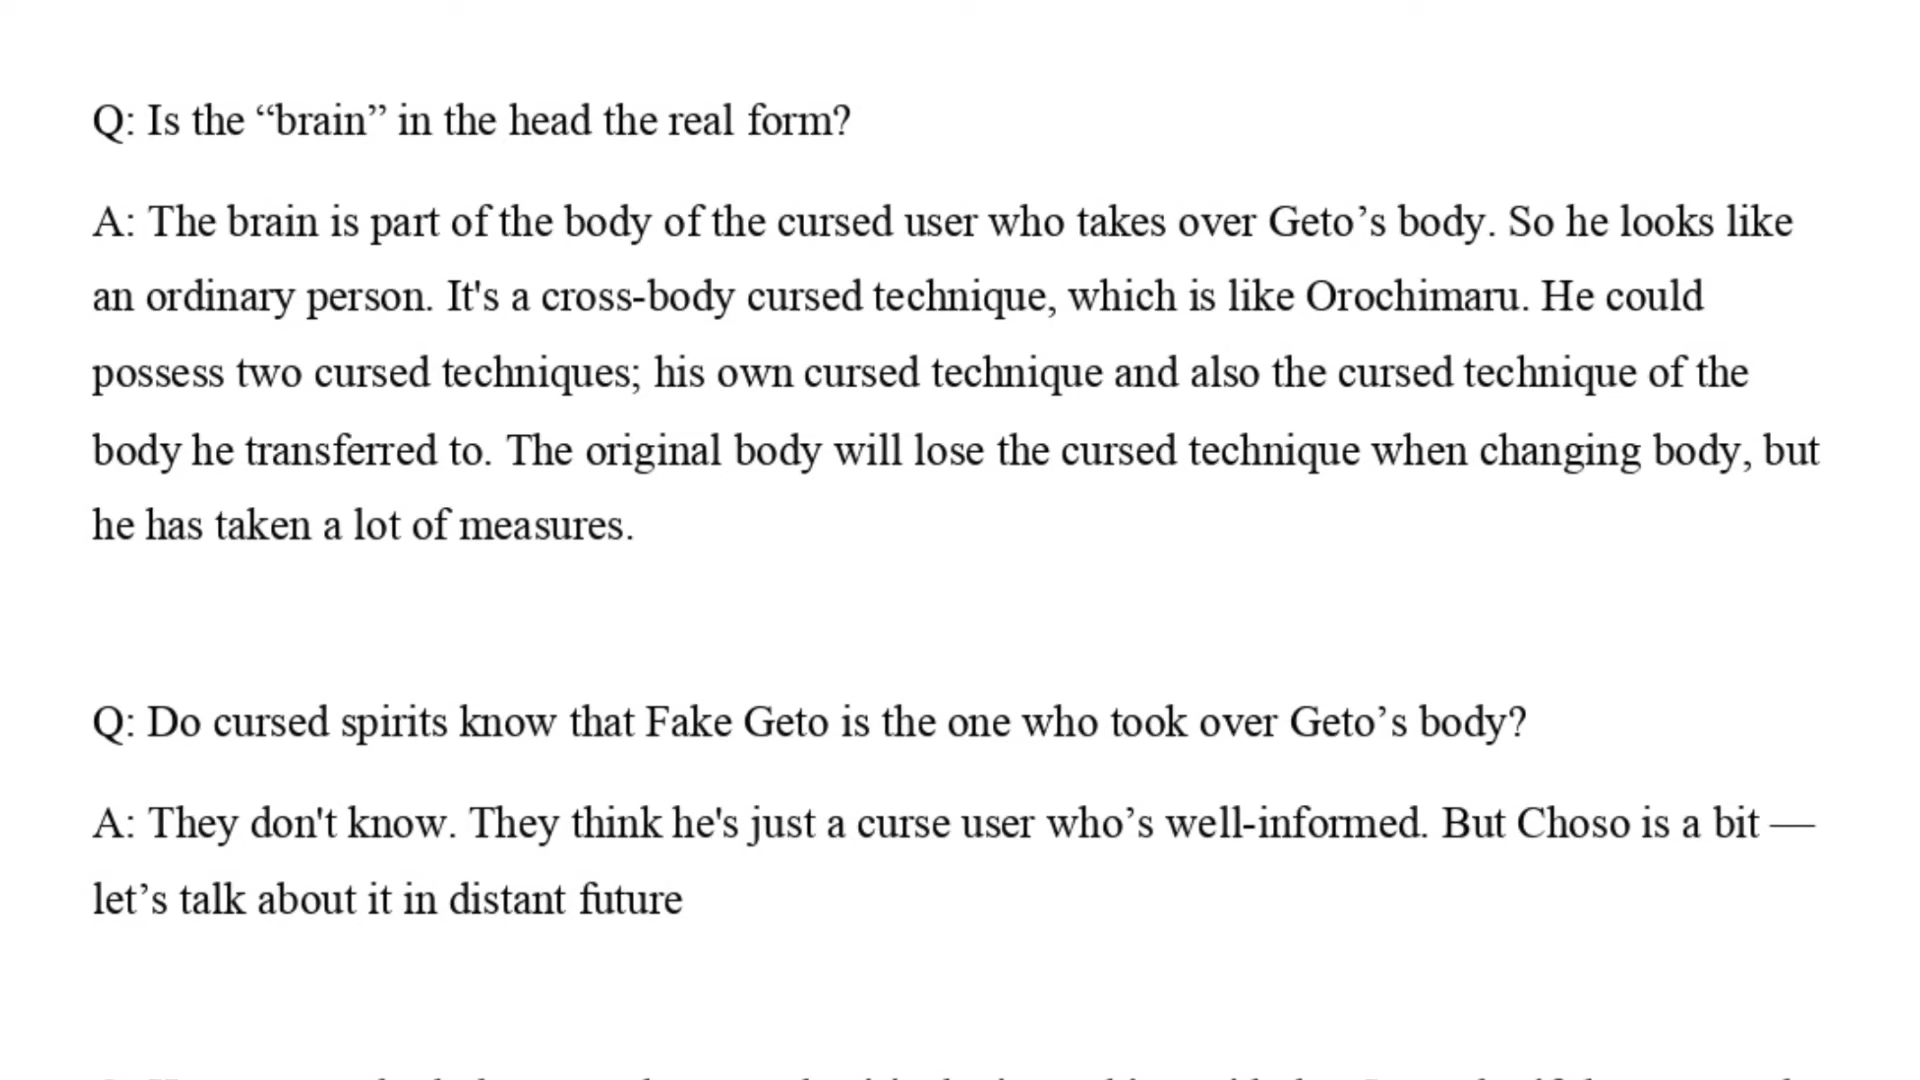 Q: Is the “brain” in the head the real form?
A: The brain is part of the body of the cursed user who takes over Geto’s body. So he looks like
an ordinary person. It's a cross-body cursed technique, which is like Orochimaru. He could
possess two cursed techniques; his own cursed technique and also the cursed technique of the
body he transferred to. The original body will lose the cursed technique when changing body, but
he has taken a lot of measures.
Q: Do cursed spirits know that Fake Geto is the one who took over Geto’s body?
A: They don't know. They think he's just a curse user who’s well-informed. But Choso is a bit —
let’s talk about it in distant future